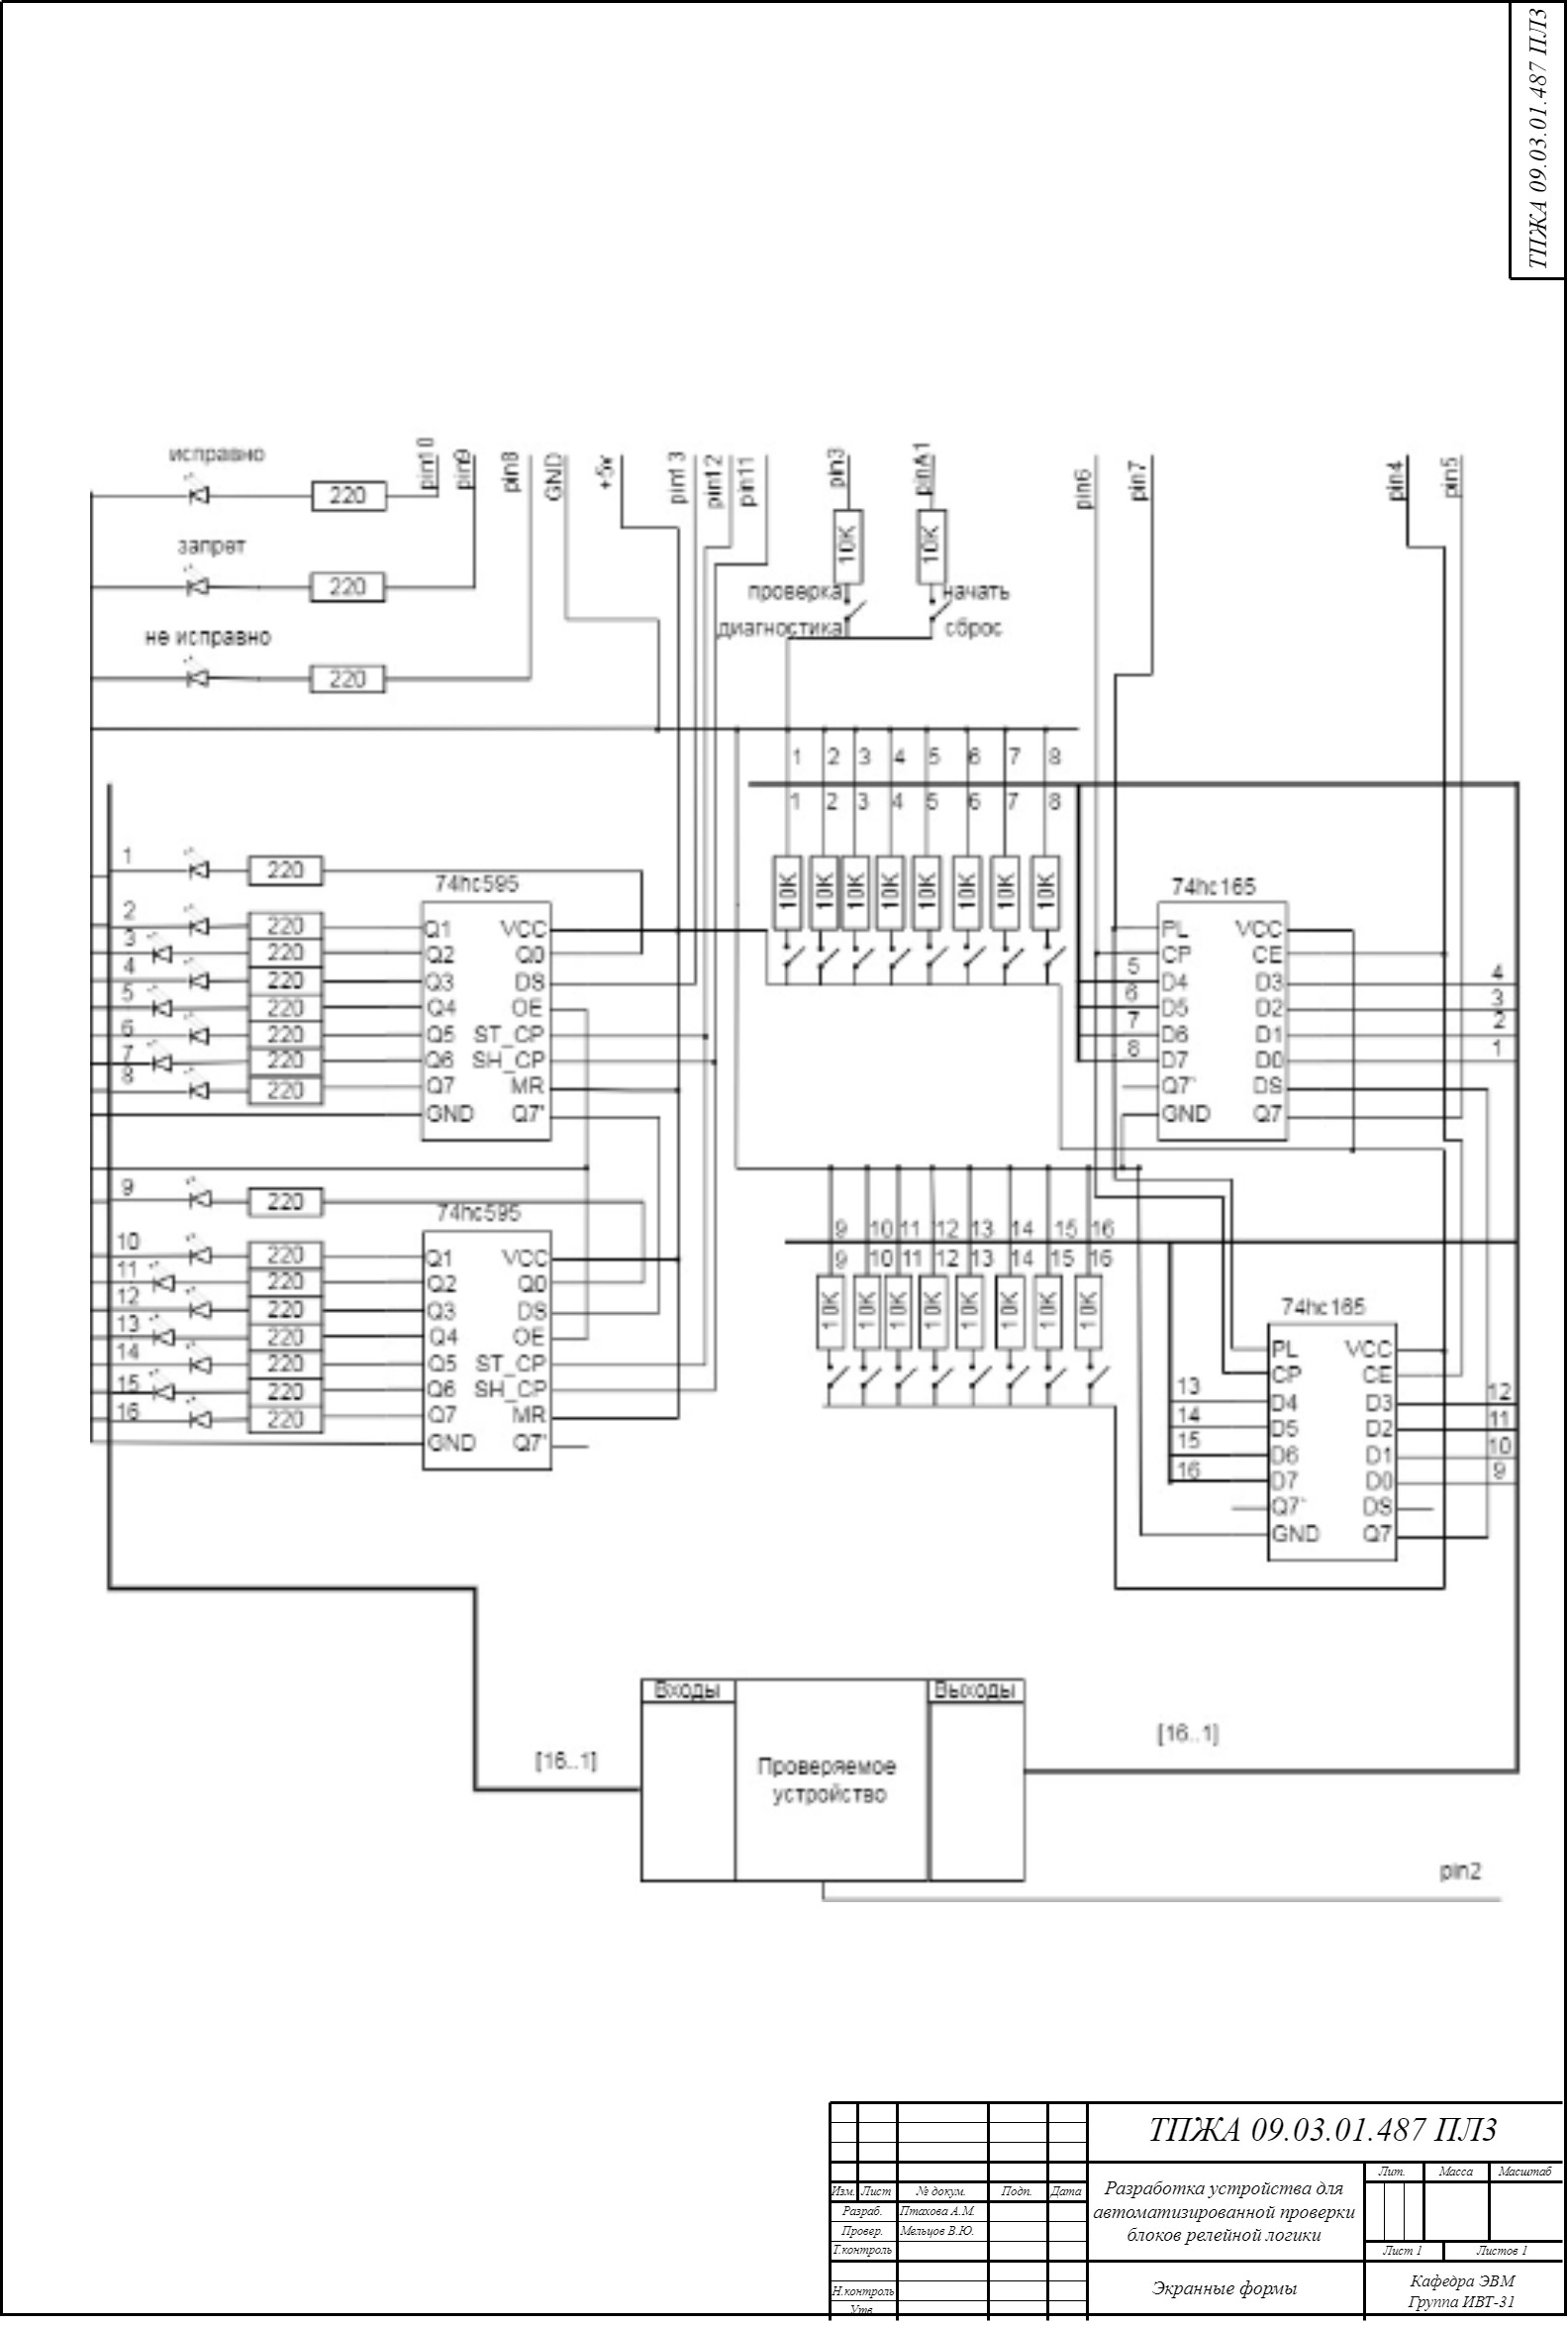 ТПЖА 09.03.01.487 ПЛ3
исправно
220
pin10
pin9
pin8
GND
+5v
pin13
pin12
pin11
pin3
pinA1
pin6
pin7
pin4
pin5
запрет
220
10K
10K
проверка
начать
диагностика
сброс
не исправно
220
1 2 3 4 5 6 7 8
1 2 3 4 5 6 7 8
10K 10K 10K 10K 10K 10K 10K 10K
1 220
74hc595
2 220 Q1 VCC
3 220 Q2 Q0
4 220 Q3 DS
5 220 Q4 OE
6 220 Q5 ST_CP
7 220 Q6 SH_CP
8 220 Q7 MR
GND Q7'
74hc165
PL VCC
CP CE
5 D4 D3 4
6 D5 D2 3
7 D6 D1 2
8 D7 D0 1
Q7' DS
GND Q7
9 220
74hc595
10 220 Q1 VCC
11 220 Q2 Q0
12 220 Q3 DS
13 220 Q4 OE
14 220 Q5 ST_CP
15 220 Q6 SH_CP
16 220 Q7 MR
GND Q7'
9 10 11 12 13 14 15 16
9 10 11 12 13 14 15 16
10K 10K 10K 10K 10K 10K 10K 10K
74hc165
PL VCC
CP CE
13 D4 D3 12
14 D5 D2 11
15 D6 D1 10
16 D7 D0 9
Q7' DS
GND Q7
Входы
Выходы
[16..1]
Проверяемое
устройство
[16..1]
pin2
ТПЖА 09.03.01.487 ПЛ3
Лит. Масса Масштаб
Изм. Лист № докум. Подп. Дата
Разраб. Птахова А.М.
Провер. Мельцов В.Ю.
Т.контроль
Н.контроль
Утв.
Разработка устройства для
автоматизированной проверки
блоков релейной логики
Лист 1 Листов 1
Экранные формы
Кафедра ЭВМ
Группа ИВТ-31